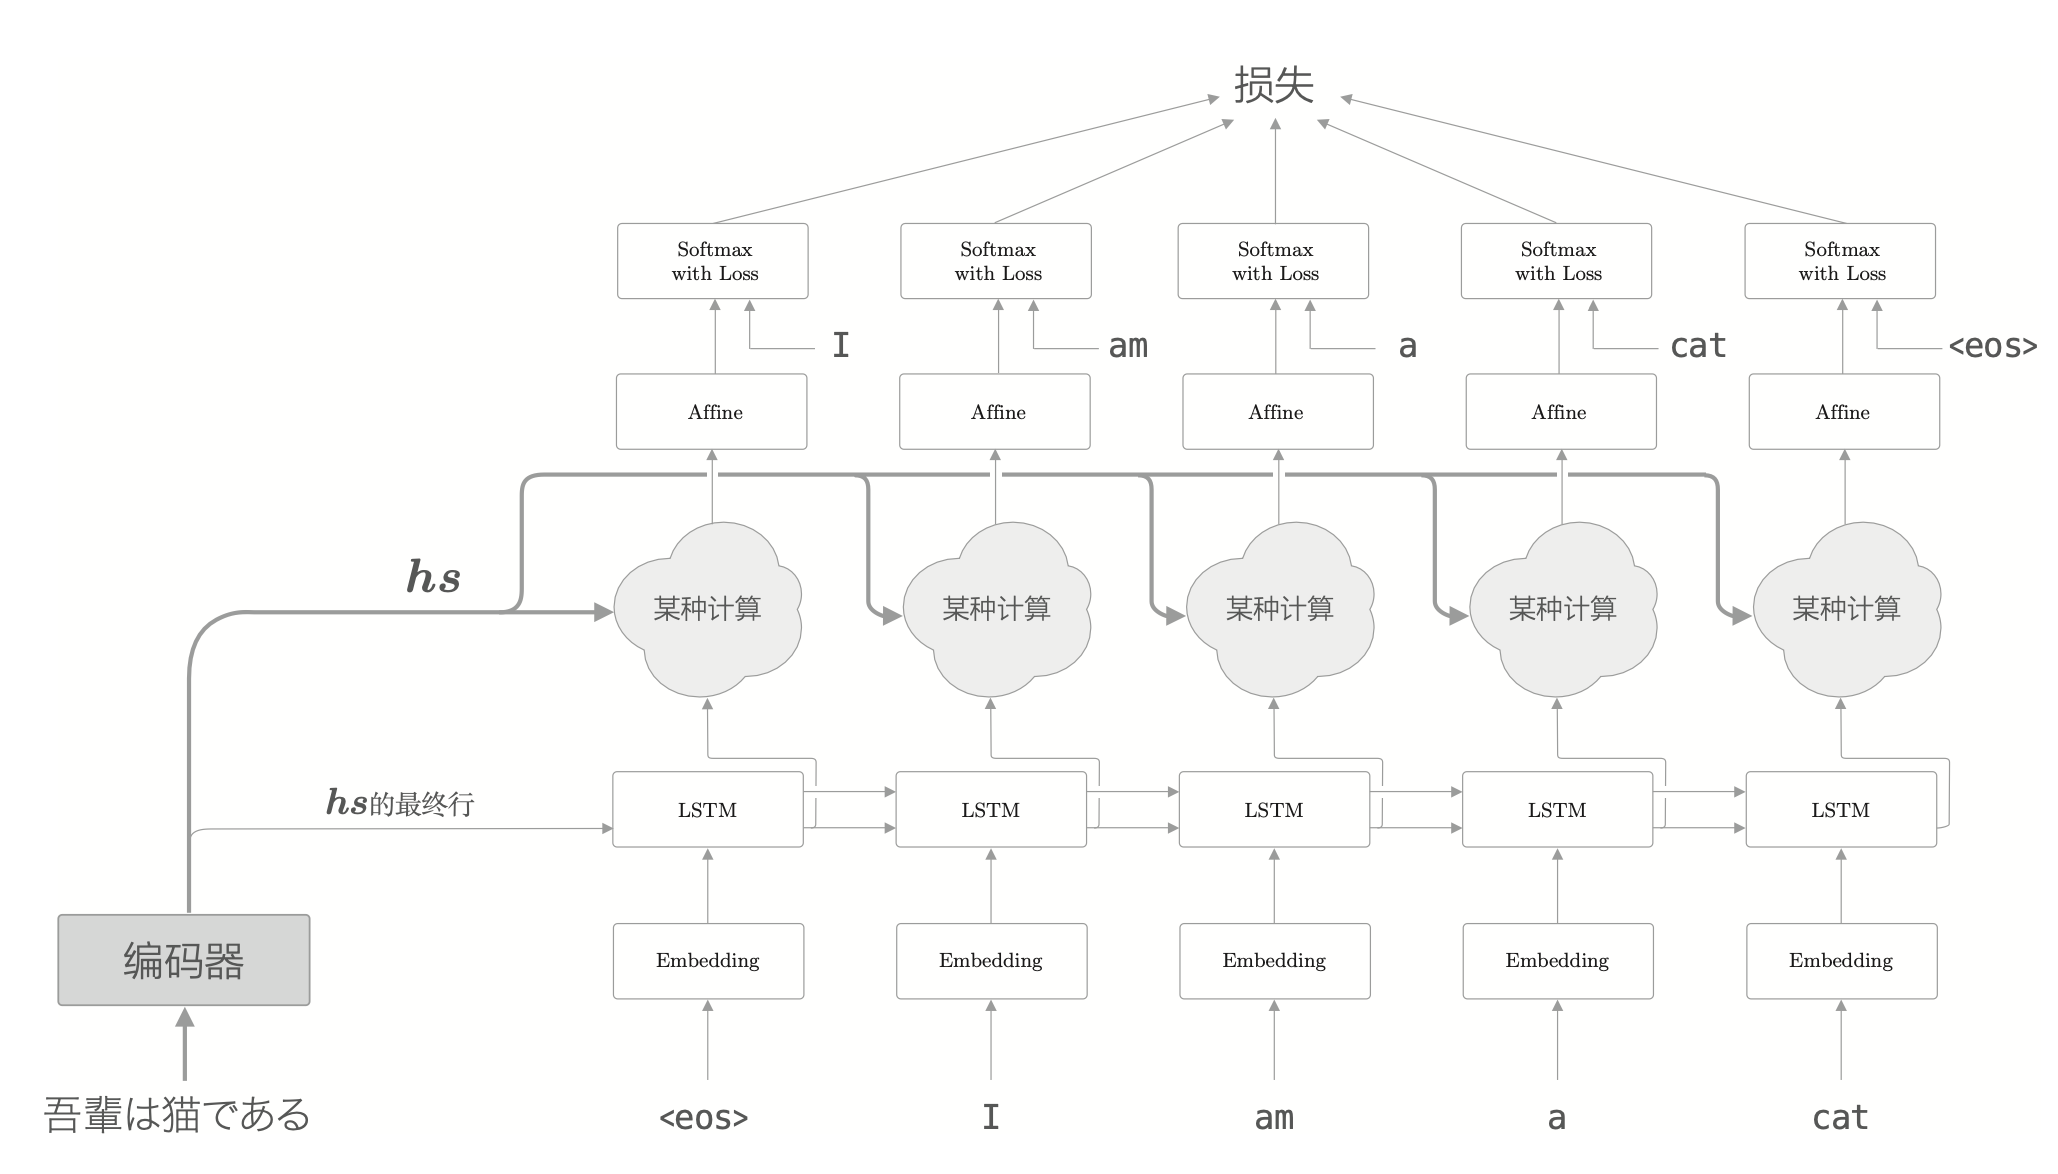 损失
Softmax
with Loss
Softmax
with Loss
Softmax
with Loss
Softmax
with Loss
Softmax
with Loss
I
am
a
cat
<eos>
Affine
Affine
Affine
Affine
Affine
hs
某种计算
某种计算
某种计算
某种计算
某种计算
hs的最终行
LSTM
LSTM
LSTM
LSTM
LSTM
编码器
Embedding
Embedding
Embedding
Embedding
Embedding
吾輩は猫である
<eos>
I
am
a
cat